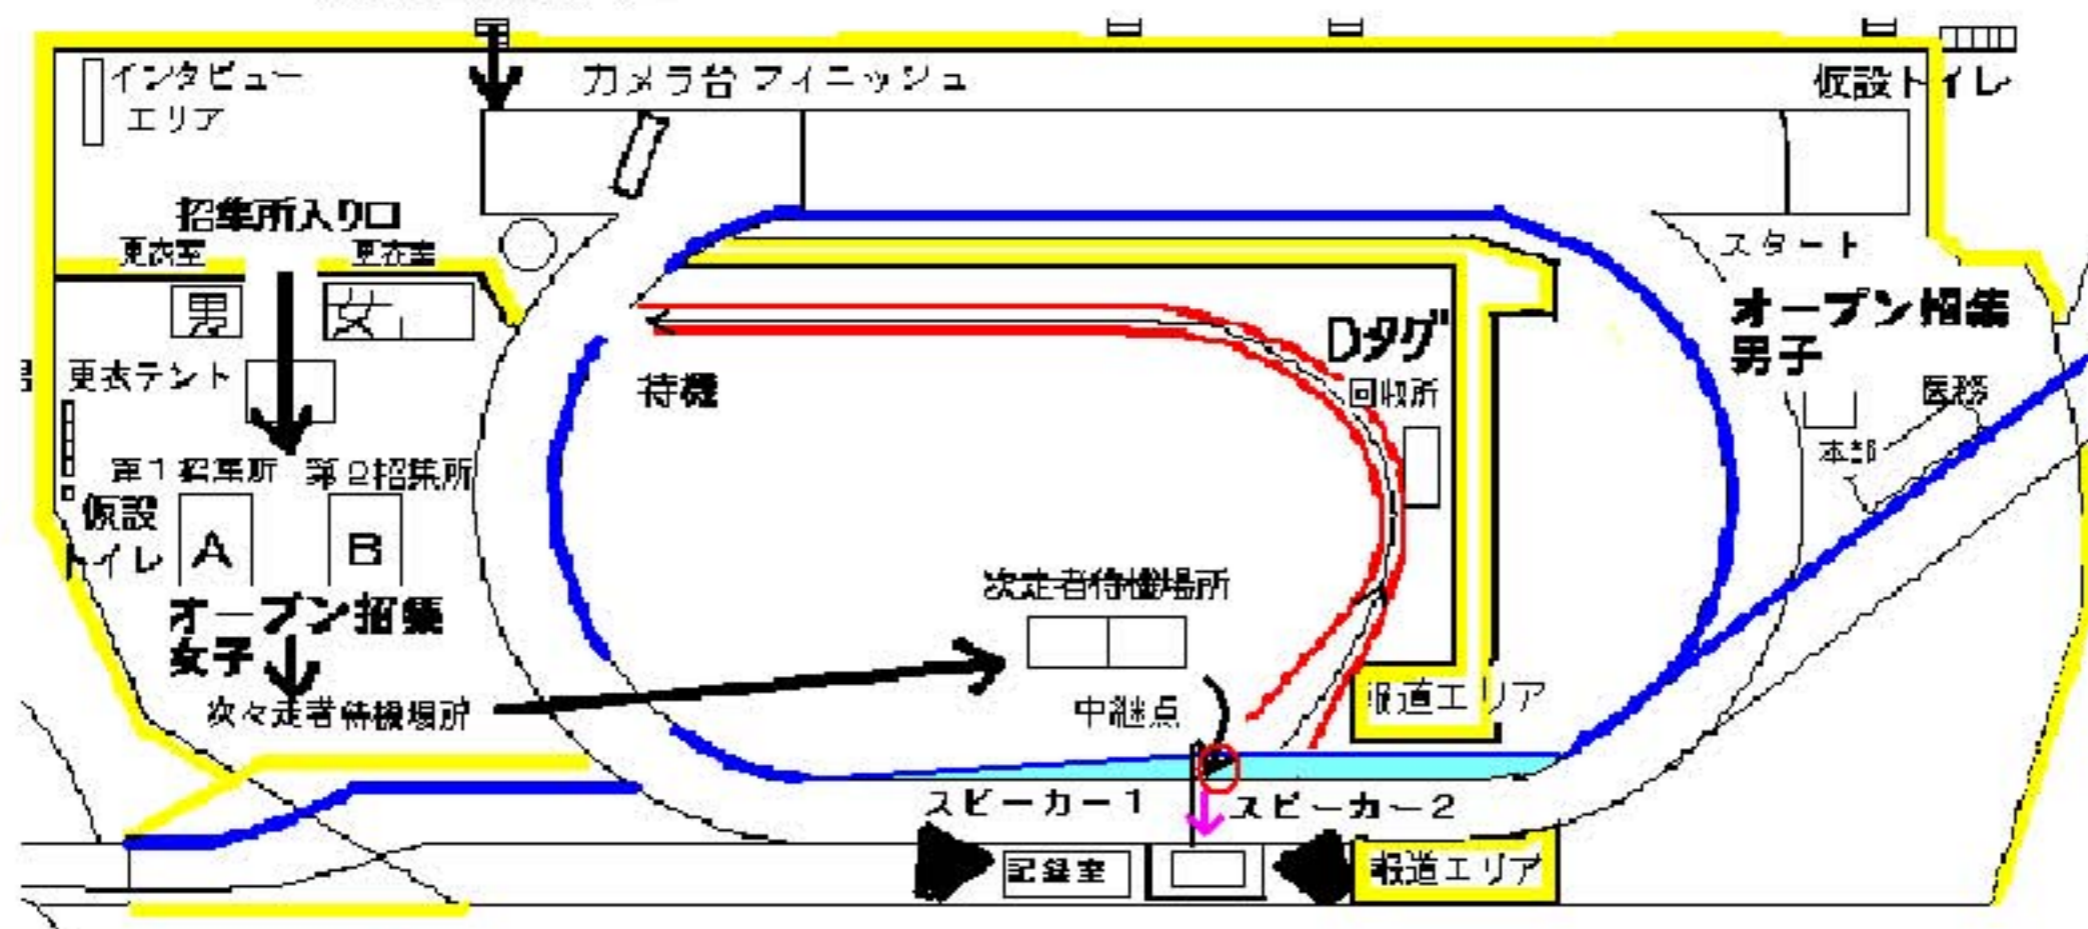 インタビュー
エリア
カメラ台 フィニッシュ
仮設トイレ
招集所入り口
更衣室
更衣室
スタート
男
女
オープン招集
男子
Dタグ
回収所
更衣テント
待機
医務
本部
第1招集所 第2招集所
仮設
トイレ
A
B
次走者待機場所
オープン招集
女子
報道エリア
中継点
次々走者待機場所
スピーカー1
スピーカー2
記録室
報道エリア